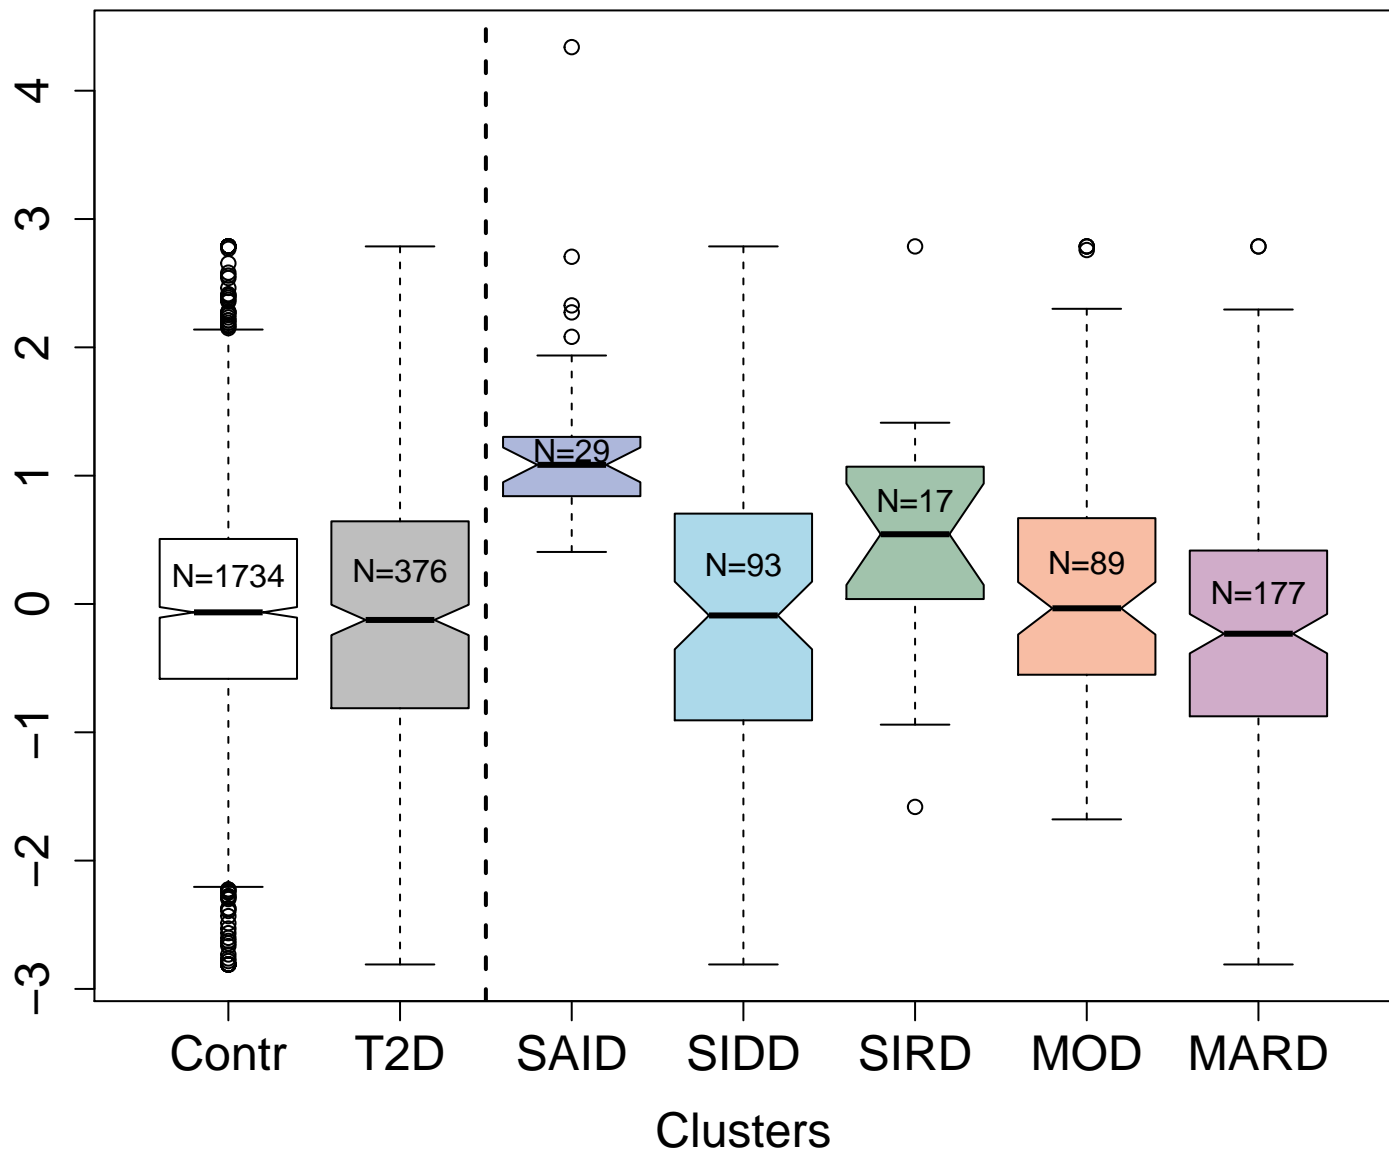 4
3
2
1
0
−1
−2
−3
N=1734
N=376
N=29
N=93
N=17
N=89
N=177
Contr T2D SAID SIDD SIRD MOD MARD
Clusters